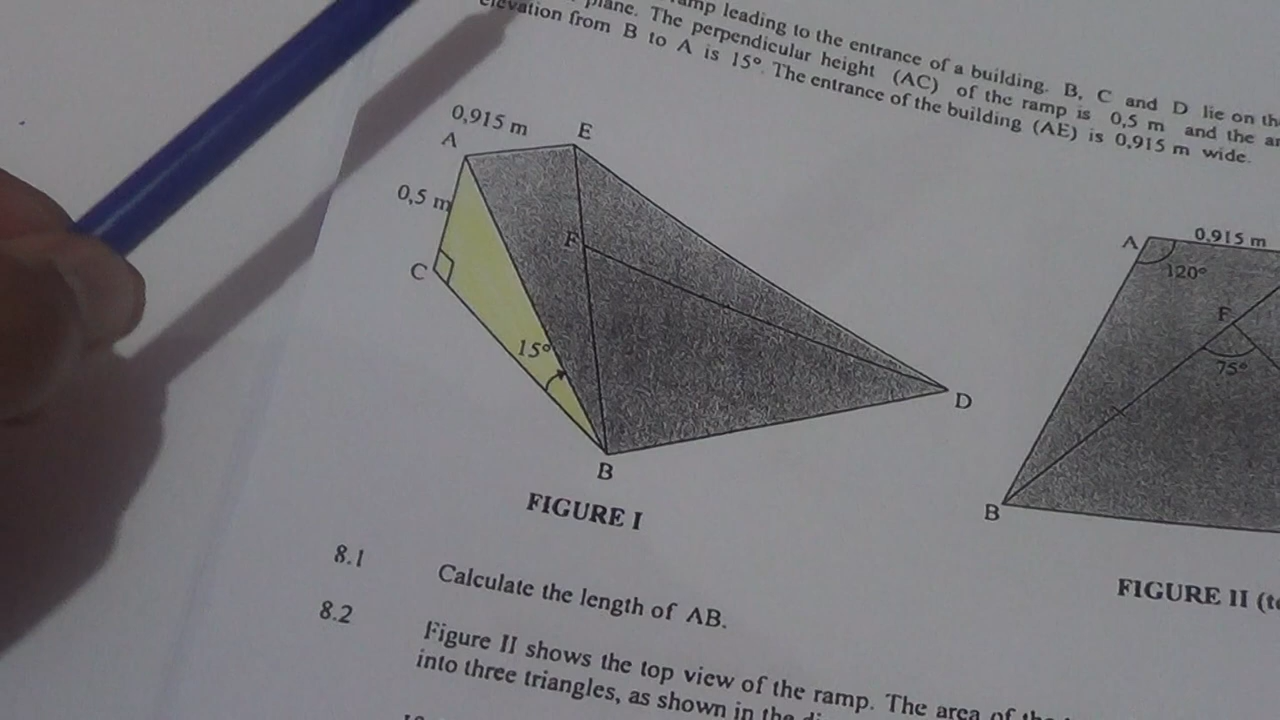 ramp leading to the entrance of a building. B, C and D lie on the
plane. The perpendicular height (AC) of the ramp is 0,5 m and the
elevation from B to A is 15°. The entrance of the building (AE) is 0,915 m wide.
0,915 m
E
A
0,5 m
F
C
15°
D
B
FIGURE I
A
0.915 m
120°
F
75°
B
FIGURE II
8.1 Calculate the length of AB.
8.2 Figure II shows the top view of the ramp. The area of the
into three triangles, as shown in the